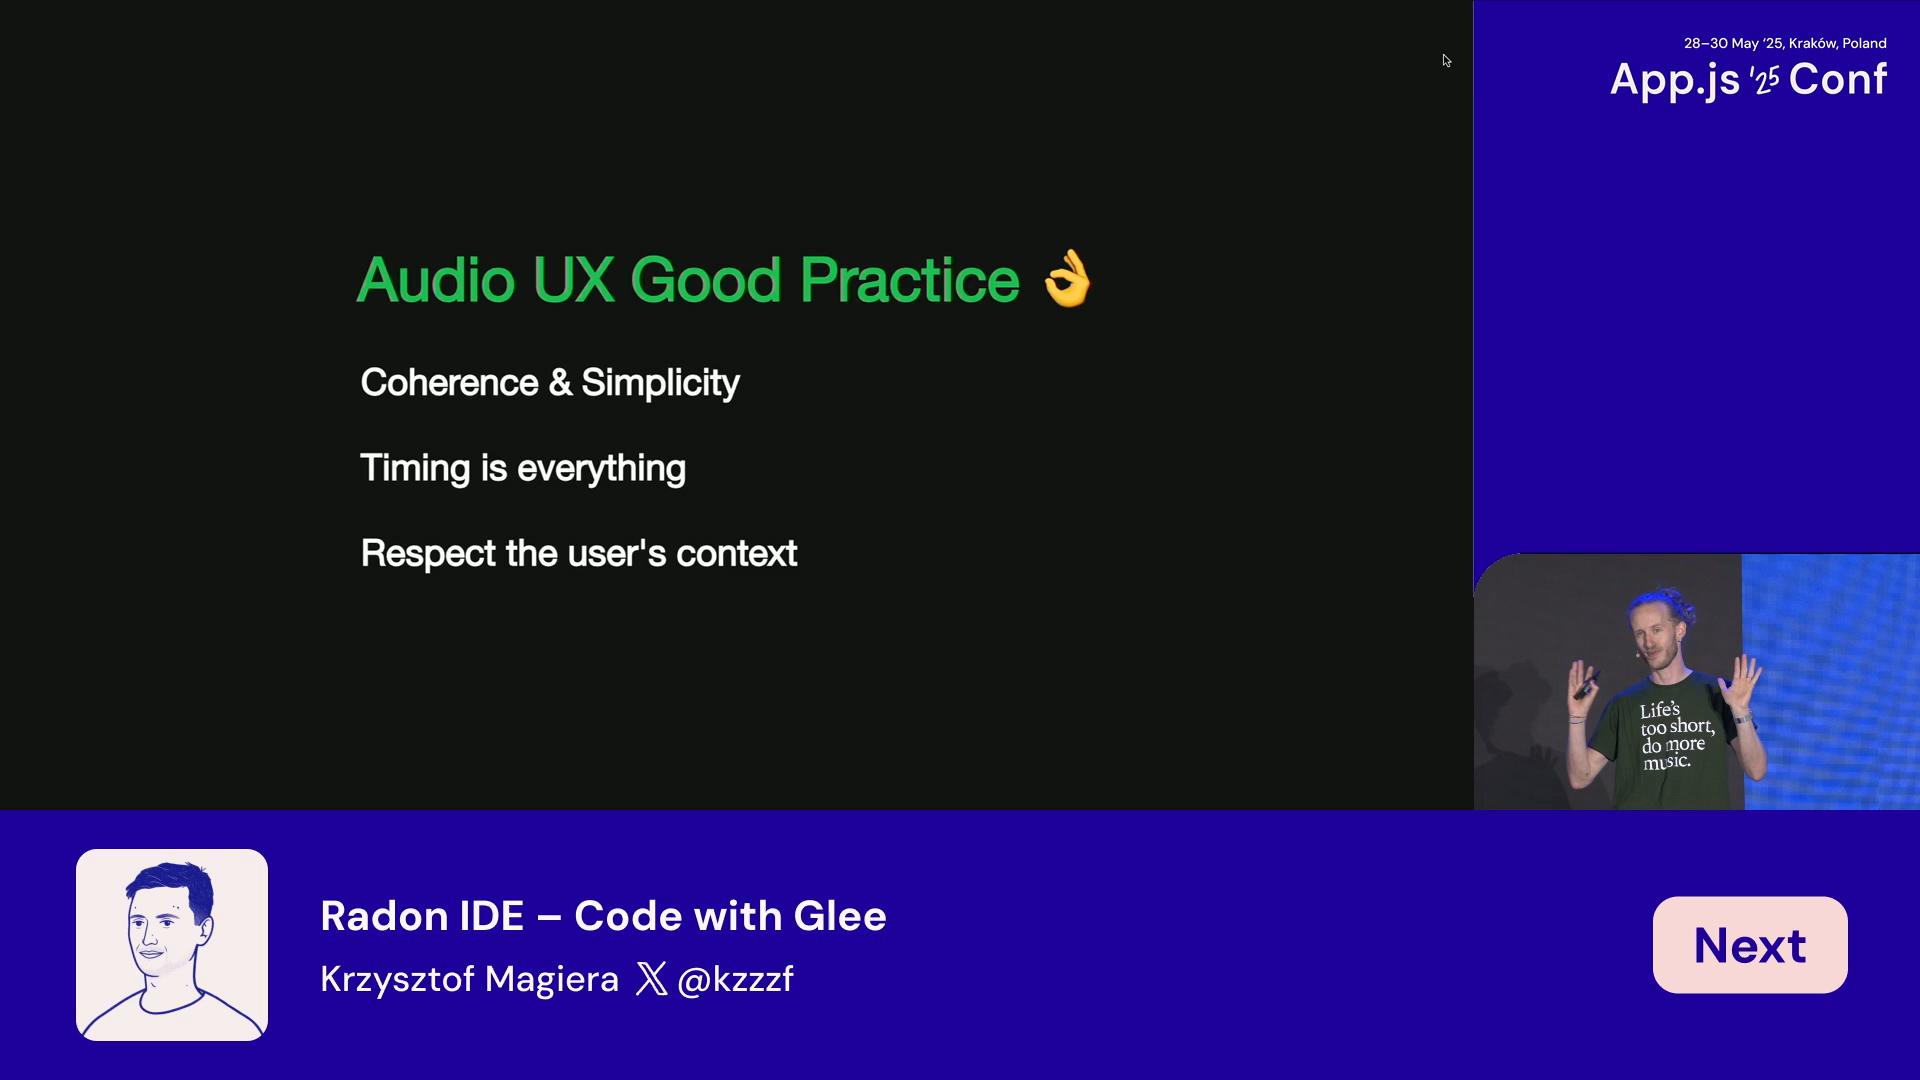 28–30 May ‘25, Kraków, Poland
App.js '25 Conf
Audio UX Good Practice 👌
Coherence & Simplicity
Timing is everything
Respect the user's context
Life's
too short,
do more
music.
Radon IDE – Code with Glee
Krzysztof Magiera 𝕏 @kzzzf
Next